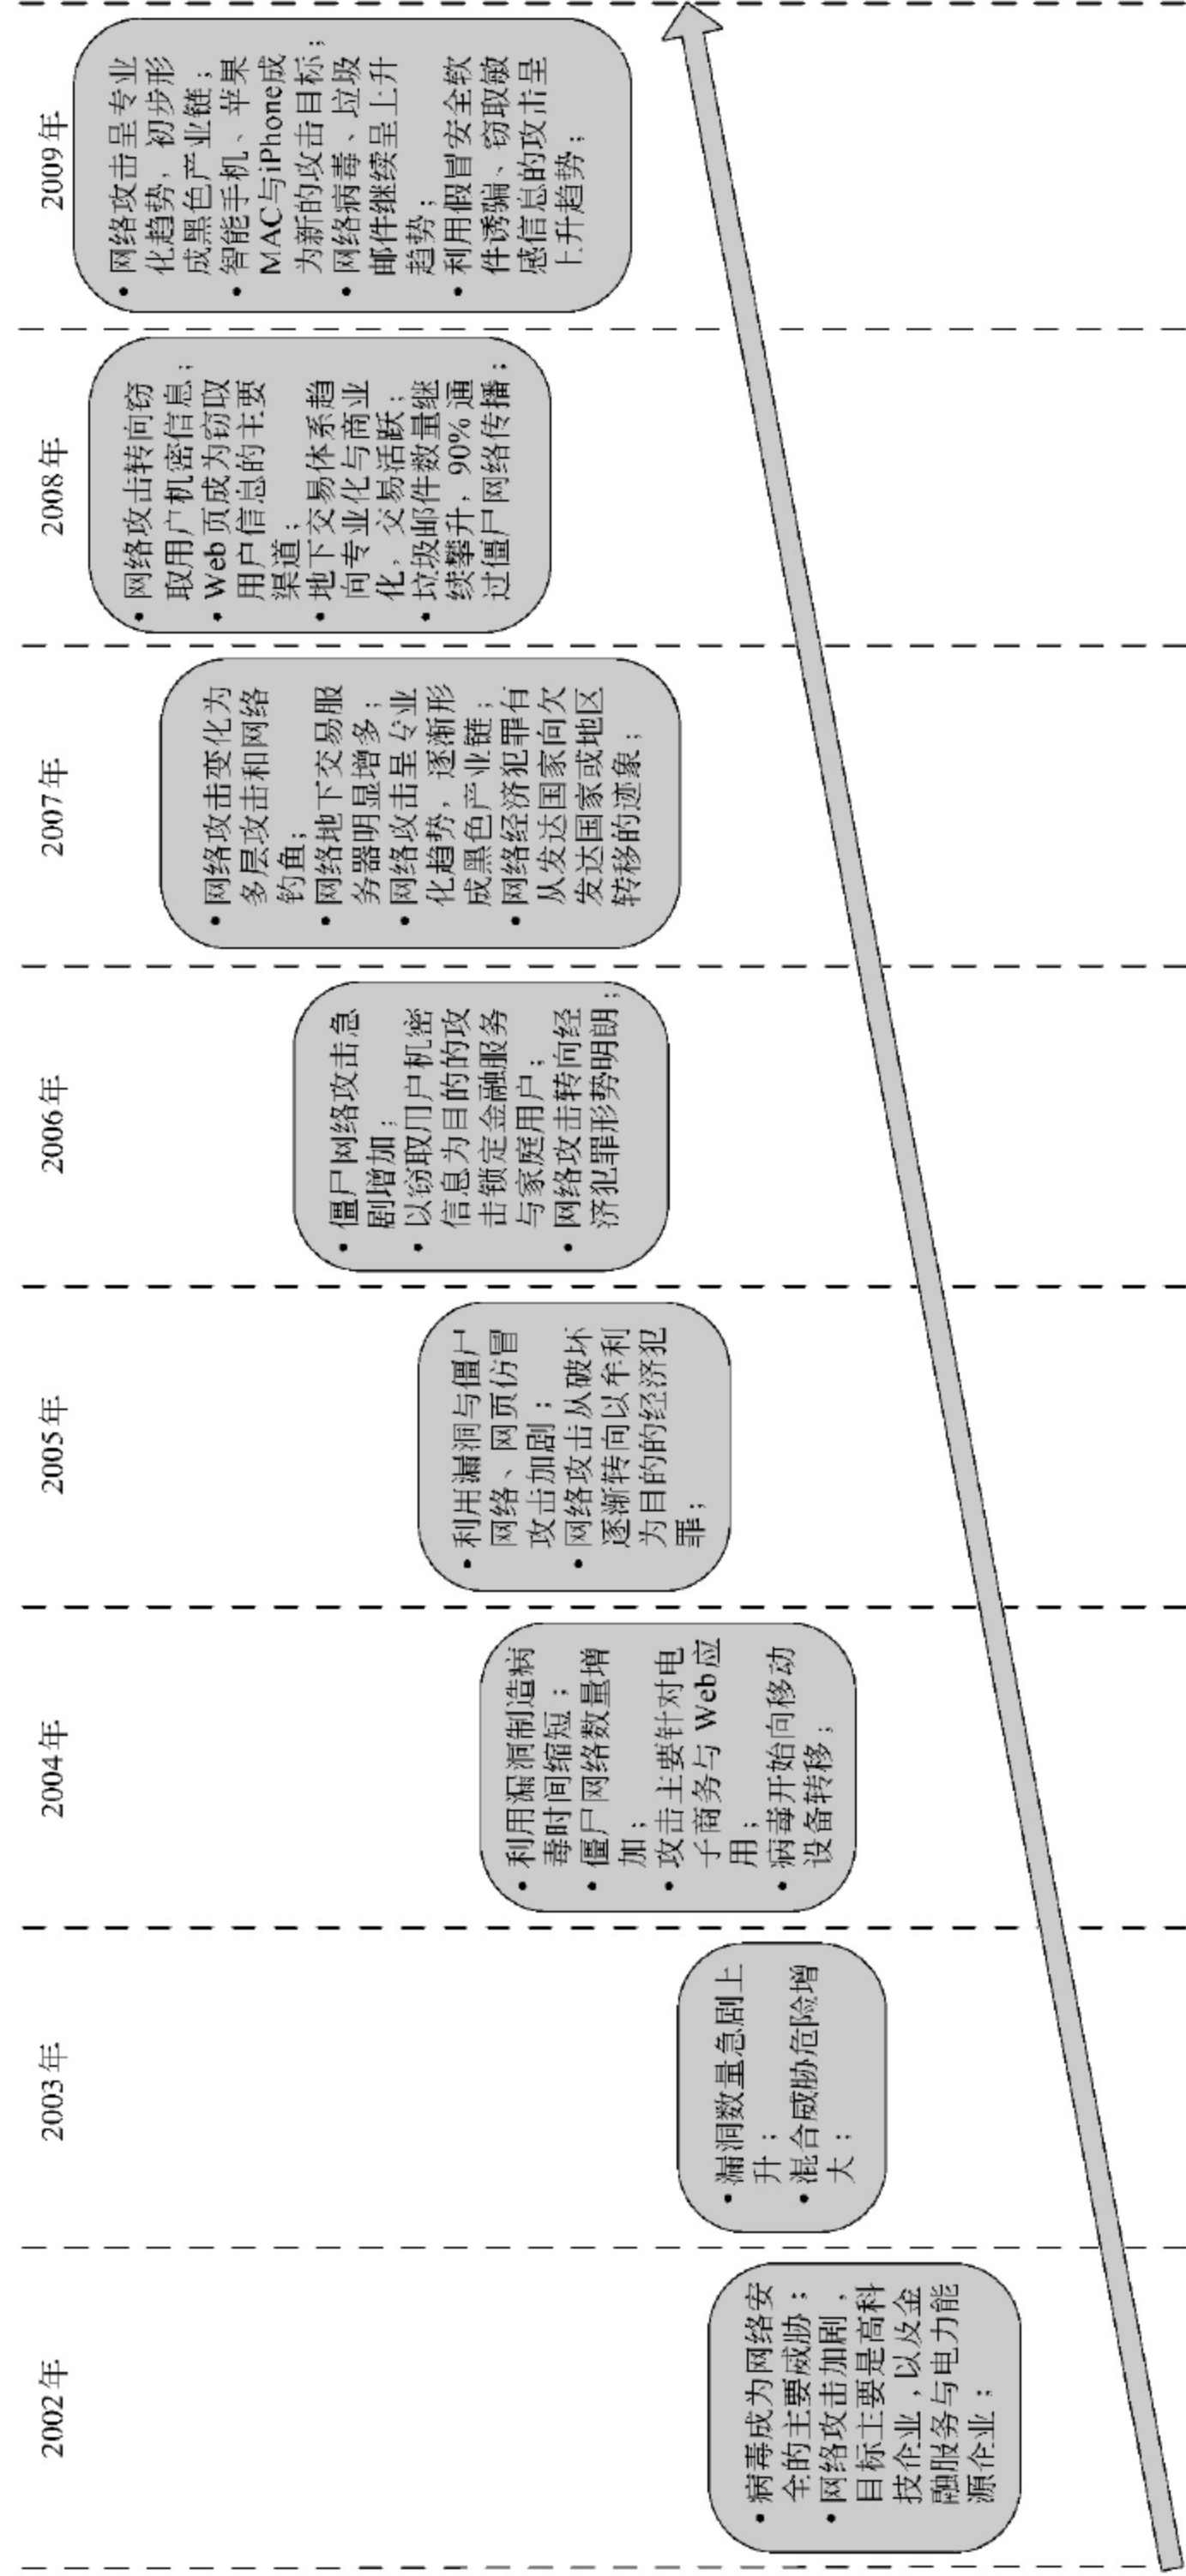 2002年
2003年
2004年
2005年
2006年
2007年
2008年
2009年
• 病毒成为网络安
全的主要威胁；
• 网络攻击加剧，
目标主要是高科
技企业，以及金
融服务与电力能
源企业；
• 漏洞数量急剧上
升；
• 混合威胁危险增
大；
• 利用漏洞制造病
毒时间缩短；
• 僵尸网络数量增
加；
• 攻击主要针对电
子商务与 Web应
用；
• 病毒开始向移动
设备转移；
• 利用漏洞与僵尸
网络、网页仿冒
攻击加剧；
• 网络攻击从破坏
逐渐转向以牟利
为目的的经济犯
罪；
• 僵尸网络攻击急
剧增加；
• 以窃取用户机密
信息为目的的攻
击锁定金融服务
与家庭用户；
• 网络攻击转向经
济犯罪形势明朗；
• 网络攻击变化为
多层攻击和网络
钓鱼；
• 网络地下交易服
务器明显增多；
• 网络攻击呈专业
化趋势，逐渐形
成黑色产业链；
• 网络经济犯罪有
从发达国家向欠
发达国家或地区
转移的迹象；
• 网络攻击转向窃
取用户机密信息；
• Web页成为窃取
用户信息的主要
渠道；
• 地下交易体系趋
向专业化与商业
化，交易活跃；
• 垃圾邮件数量继
续攀升，90% 通
过僵尸网络传播；
• 网络攻击呈专业
化趋势，初步形
成黑色产业链；
• 智能手机、苹果
MAC与iPhone成
为新的攻击目标；
• 网络病毒、垃圾
邮件继续呈上升
趋势；
• 利用假冒安全软
件诱骗、窃取敏
感信息的攻击呈
上升趋势；